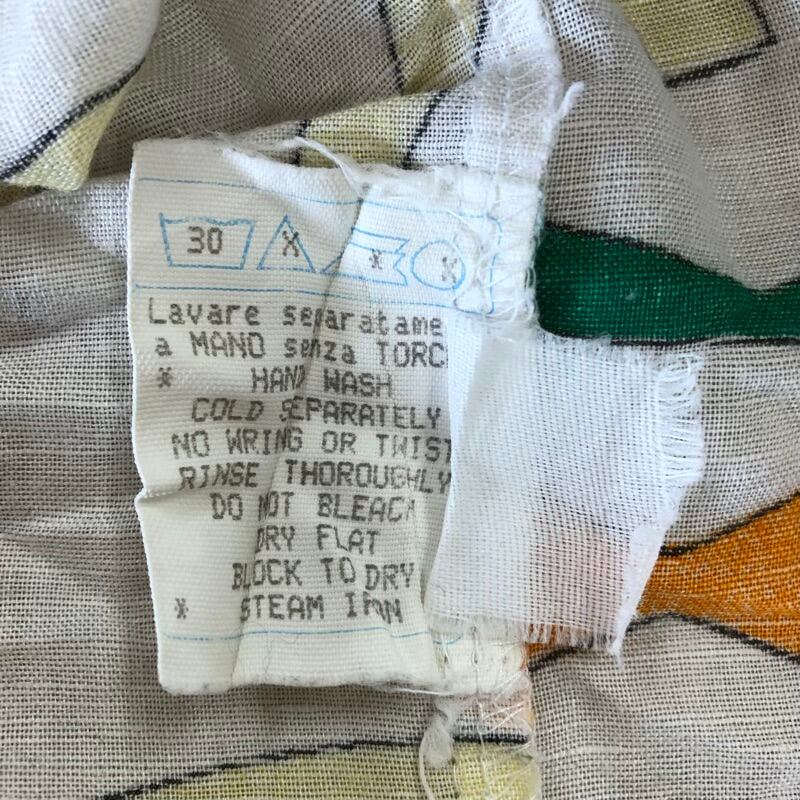 30 X * X
Lavare separatame
a MANO senza TORC
* HAND WASH
COLD SEPARATELY
NO WRING OR TWIST
RINSE THOROUGHLY
DO NOT BLEACH
DRY FLAT
BLOCK TO DRY
* STEAM IRON